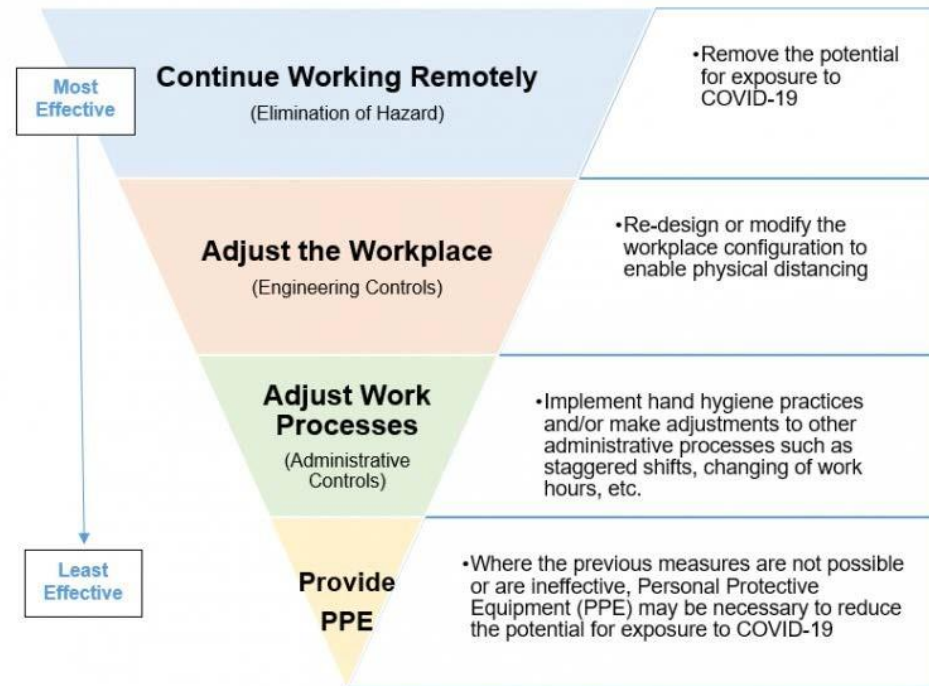 Most
Effective
Continue Working Remotely
(Elimination of Hazard)
•Remove the potential
for exposure to
COVID-19
Adjust the Workplace
(Engineering Controls)
•Re-design or modify the
workplace configuration to
enable physical distancing
Adjust Work
Processes
(Administrative
Controls)
•Implement hand hygiene practices
and/or make adjustments to other
administrative processes such as
staggered shifts, changing of work
hours, etc.
Least
Effective
Provide
PPE
•Where the previous measures are not possible
or are ineffective, Personal Protective
Equipment (PPE) may be necessary to reduce
the potential for exposure to COVID-19